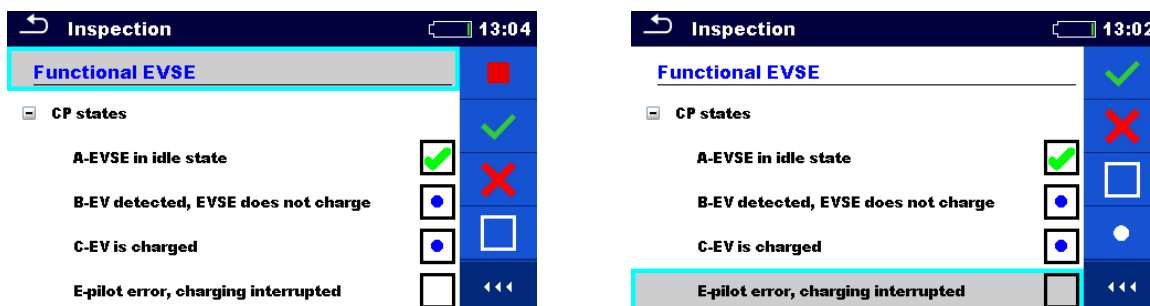 Inspection 13:04
Functional EVSE
CP states
A-EVSE in idle state
B-EV detected, EVSE does not charge
C-EV is charged
E-pilot error, charging interrupted
Inspection 13:02
Functional EVSE
CP states
A-EVSE in idle state
B-EV detected, EVSE does not charge
C-EV is charged
E-pilot error, charging interrupted